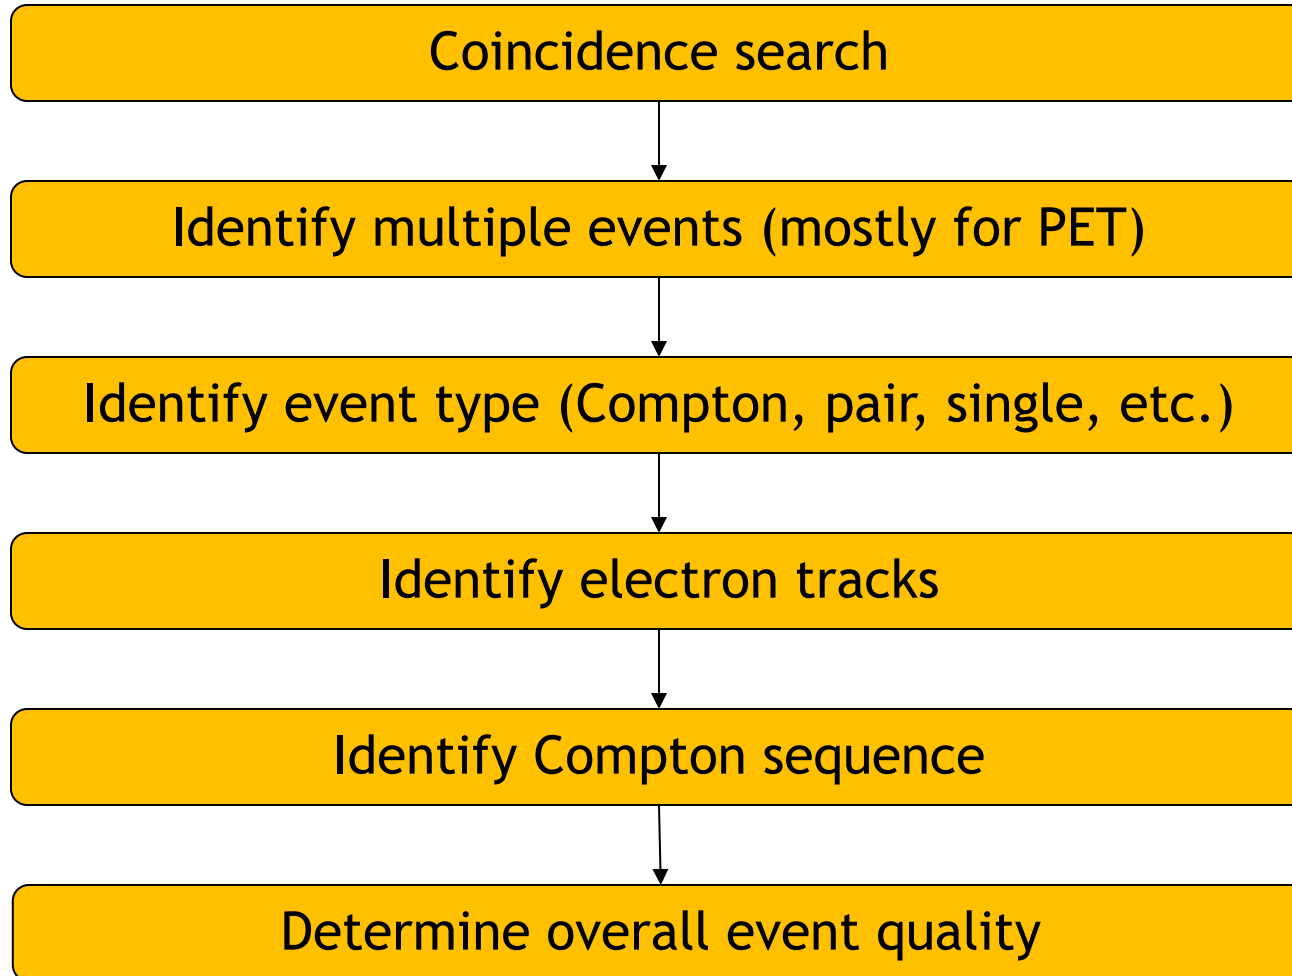 Coincidence search
Identify multiple events (mostly for PET)
Identify event type (Compton, pair, single, etc.)
Identify electron tracks
Identify Compton sequence
Determine overall event quality